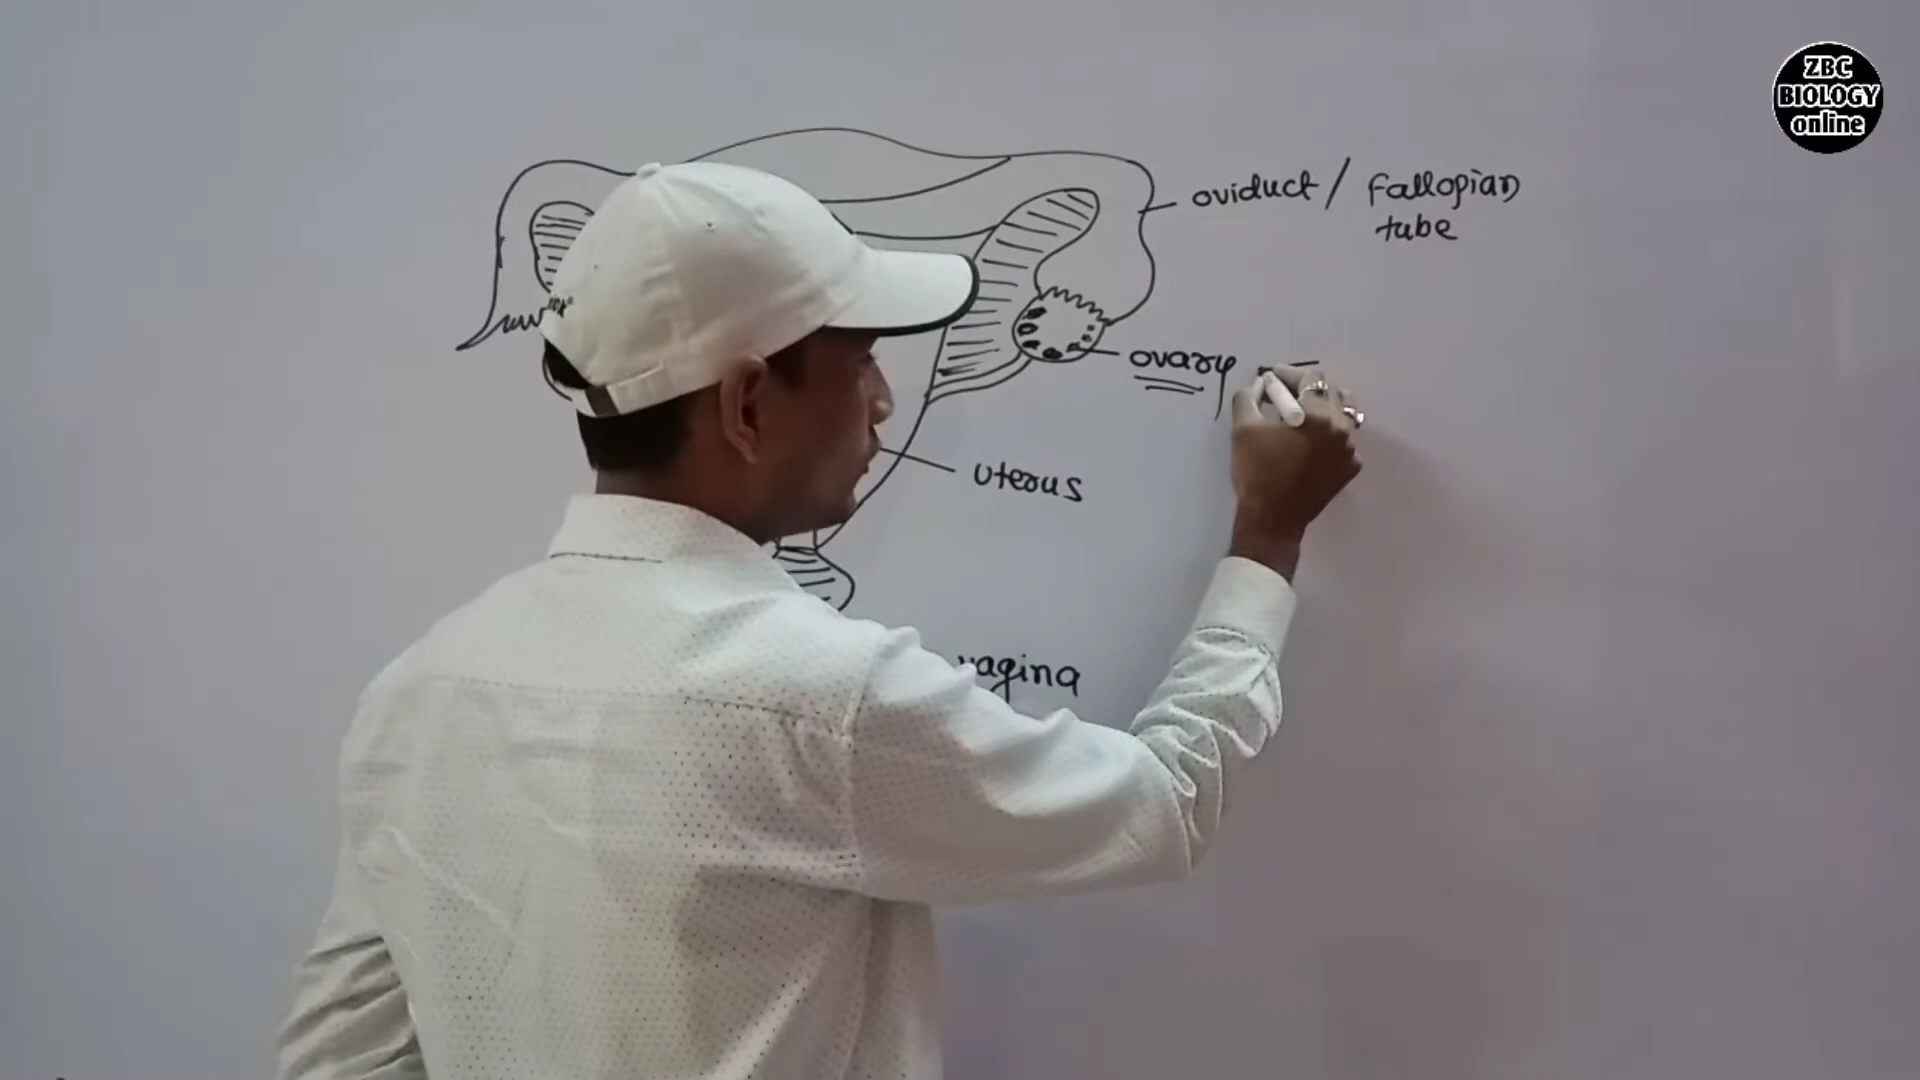 ZBC
BIOLOGY
online
oviduct / Fallopian
tube
ovary
uterus
vagina